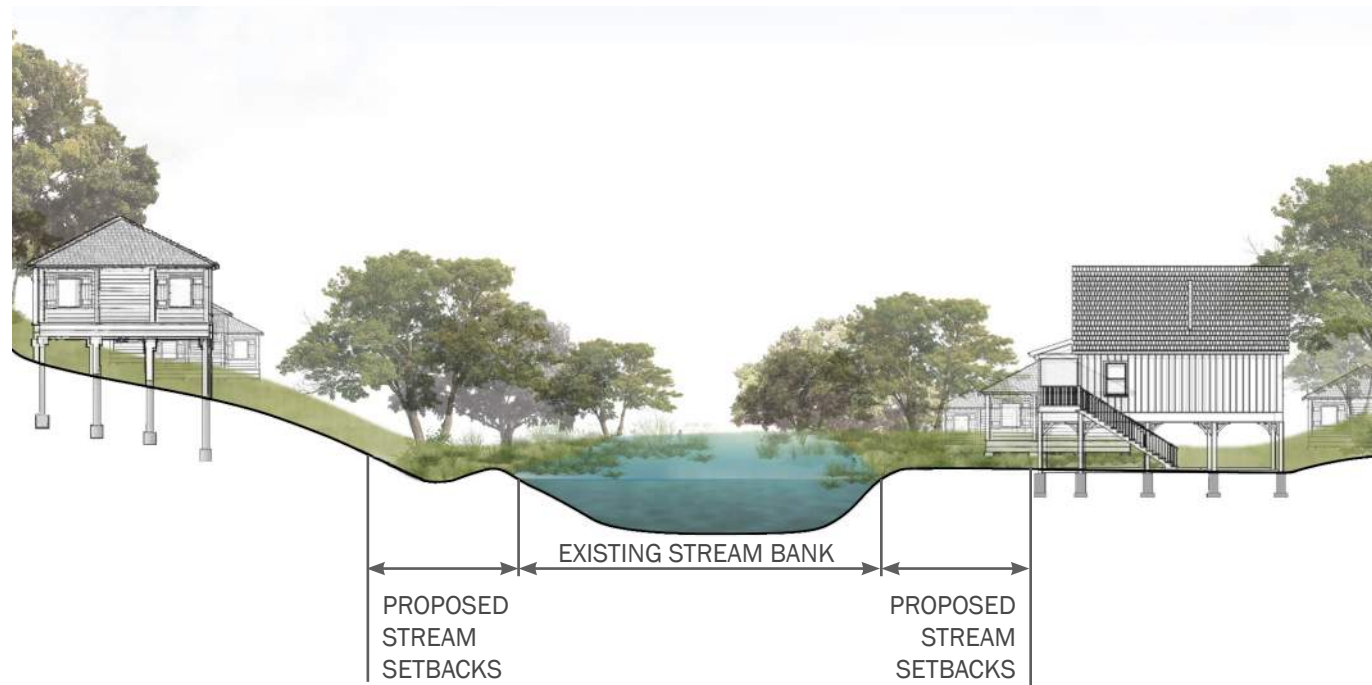 EXISTING STREAM BANK
PROPOSED
STREAM
SETBACKS
PROPOSED
STREAM
SETBACKS